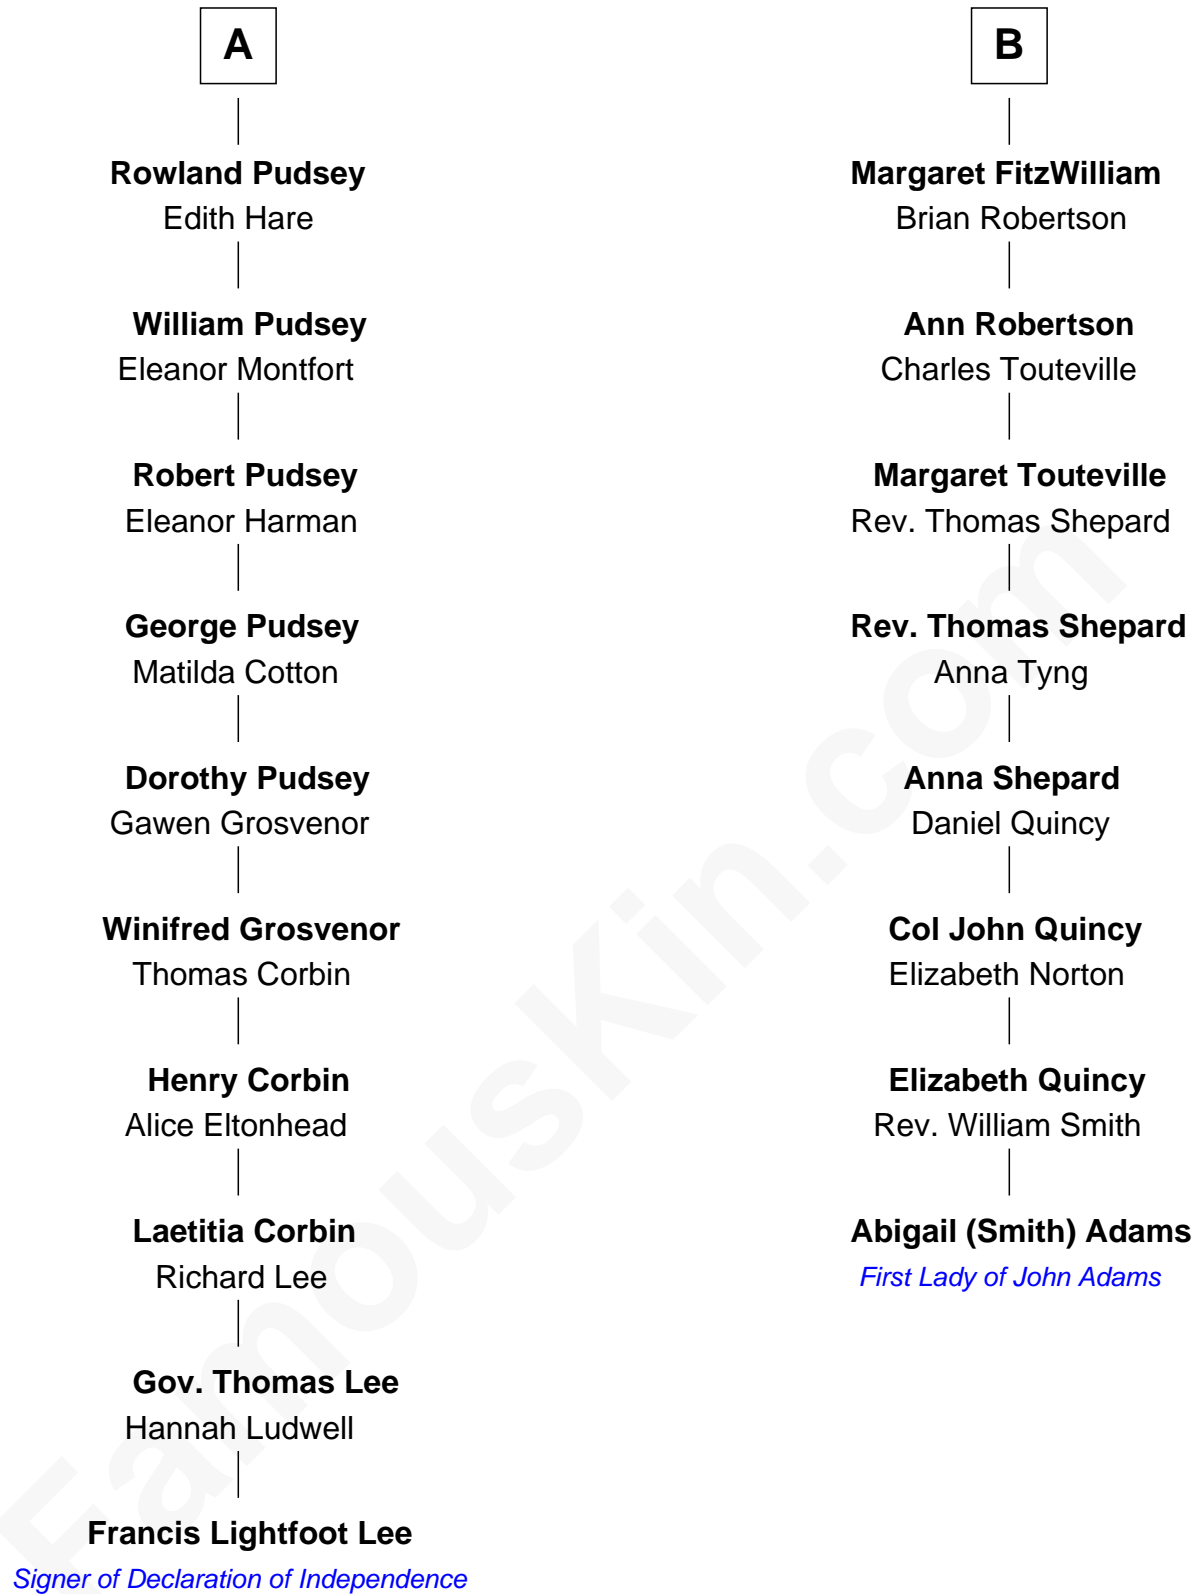 A
Rowland Pudsey
Edith Hare
William Pudsey
Eleanor Montfort
Robert Pudsey
Eleanor Harman
George Pudsey
Matilda Cotton
Dorothy Pudsey
Gawen Grosvenor
Winifred Grosvenor
Thomas Corbin
Henry Corbin
Alice Eltonhead
Laetitia Corbin
Richard Lee
Gov. Thomas Lee
Hannah Ludwell
Francis Lightfoot Lee
Signer of Declaration of Independence
B
Margaret FitzWilliam
Brian Robertson
Ann Robertson
Charles Touteville
Margaret Touteville
Rev. Thomas Shepard
Rev. Thomas Shepard
Anna Tyng
Anna Shepard
Daniel Quincy
Col John Quincy
Elizabeth Norton
Elizabeth Quincy
Rev. William Smith
Abigail (Smith) Adams
First Lady of John Adams
FamousKin.com